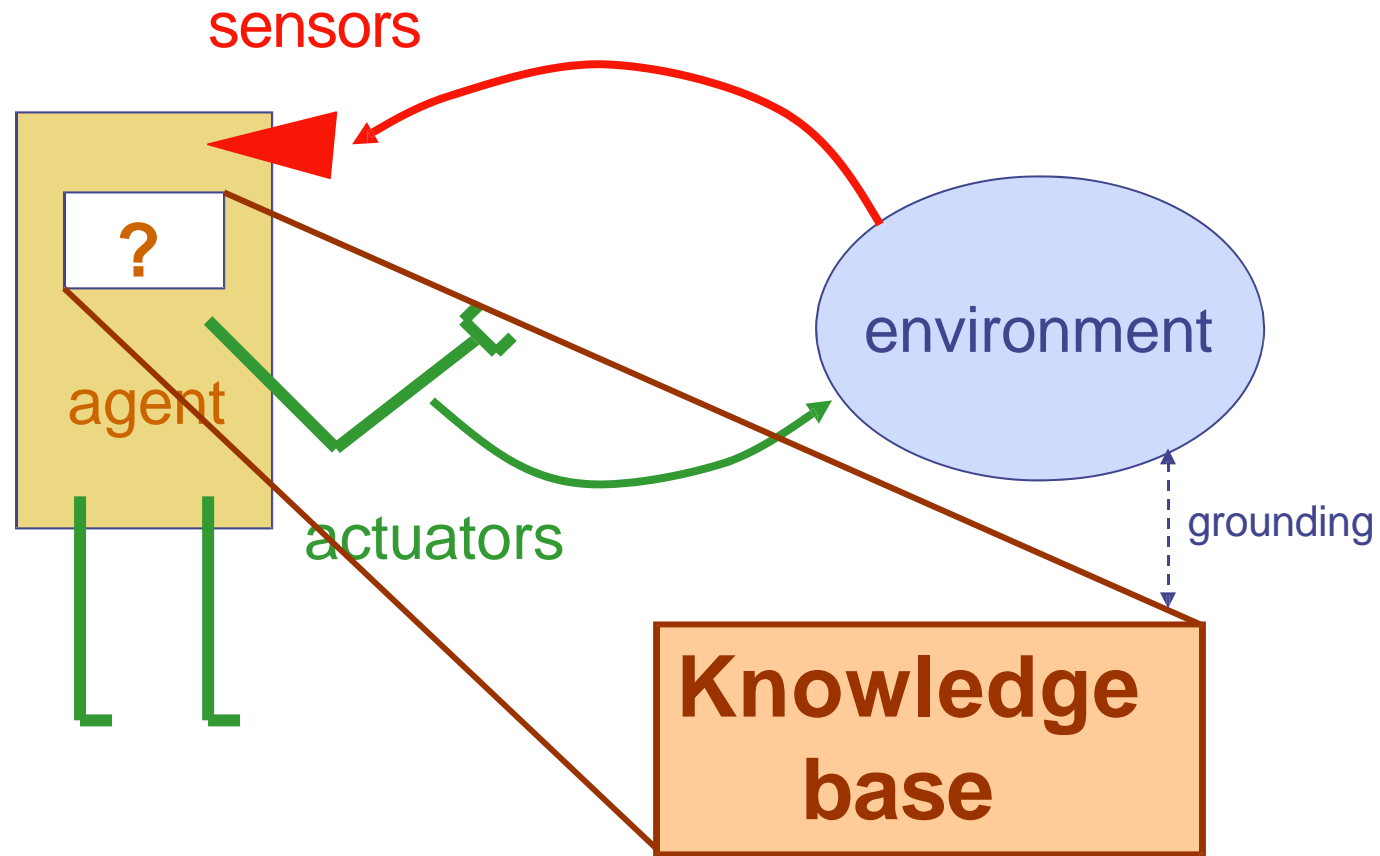 sensors
?
environment
agent
grounding
actuators
Knowledge
base